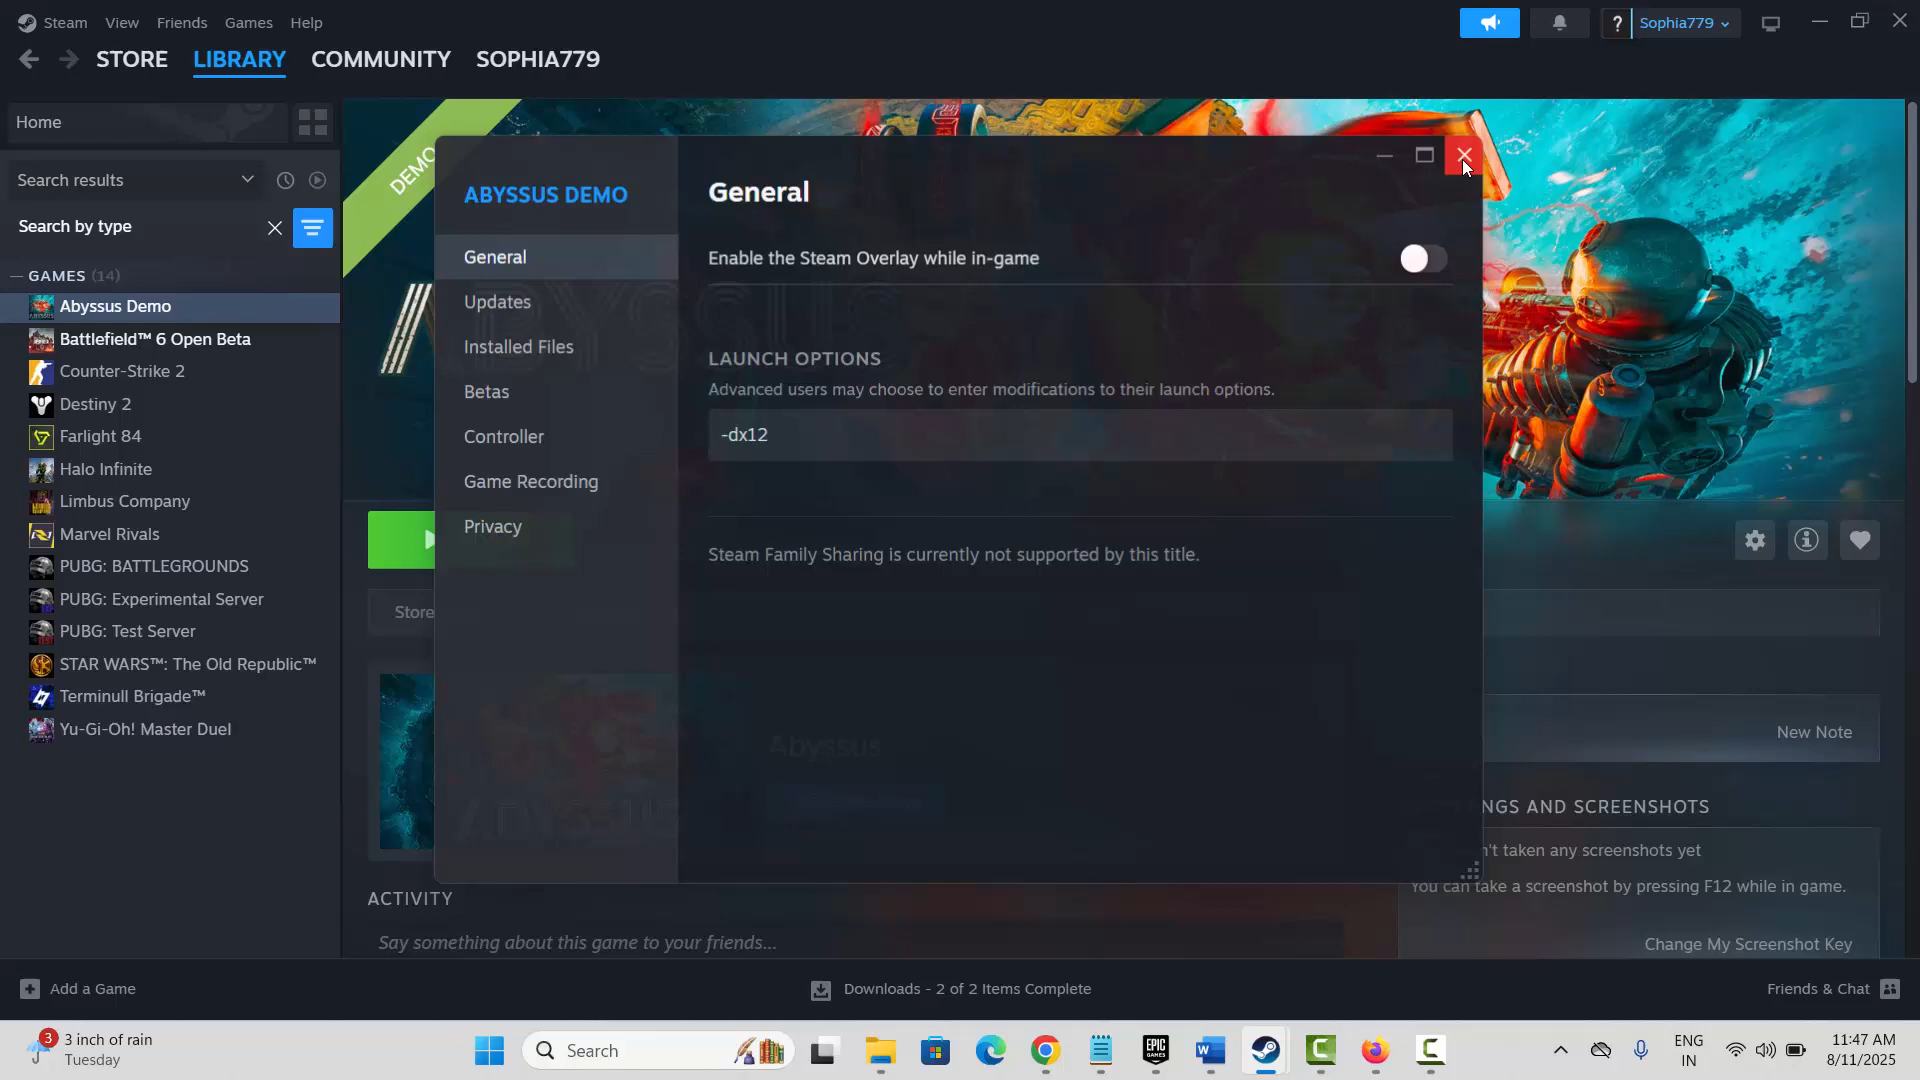 Steam View Friends Games Help
? Sophia779
STORE LIBRARY COMMUNITY SOPHIA779
Home
Search results
Search by type
GAMES (14)
Abyssus Demo
Battlefield™ 6 Open Beta
Counter-Strike 2
Destiny 2
Farlight 84
Halo Infinite
Limbus Company
Marvel Rivals
PUBG: BATTLEGROUNDS
PUBG: Experimental Server
PUBG: Test Server
STAR WARS™: The Old Republic™
Terminull Brigade™
Yu-Gi-Oh! Master Duel
DEMO
ABYSSUS
ABYSSUS DEMO
General
Updates
Installed Files
Betas
Controller
Game Recording
Privacy
General
Enable the Steam Overlay while in-game
LAUNCH OPTIONS
Advanced users may choose to enter modifications to their launch options.
-dx12
Steam Family Sharing is currently not supported by this title.
Store
Abyssus
ABYSSUS
New Note
NGS AND SCREENSHOTS
n't taken any screenshots yet
You can take a screenshot by pressing F12 while in game.
Change My Screenshot Key
ACTIVITY
Say something about this game to your friends...
Add a Game
Downloads - 2 of 2 Items Complete
Friends & Chat
3
3 inch of rain
Tuesday
Search
EPIC GAMES
ENG
IN
11:47 AM
8/11/2025